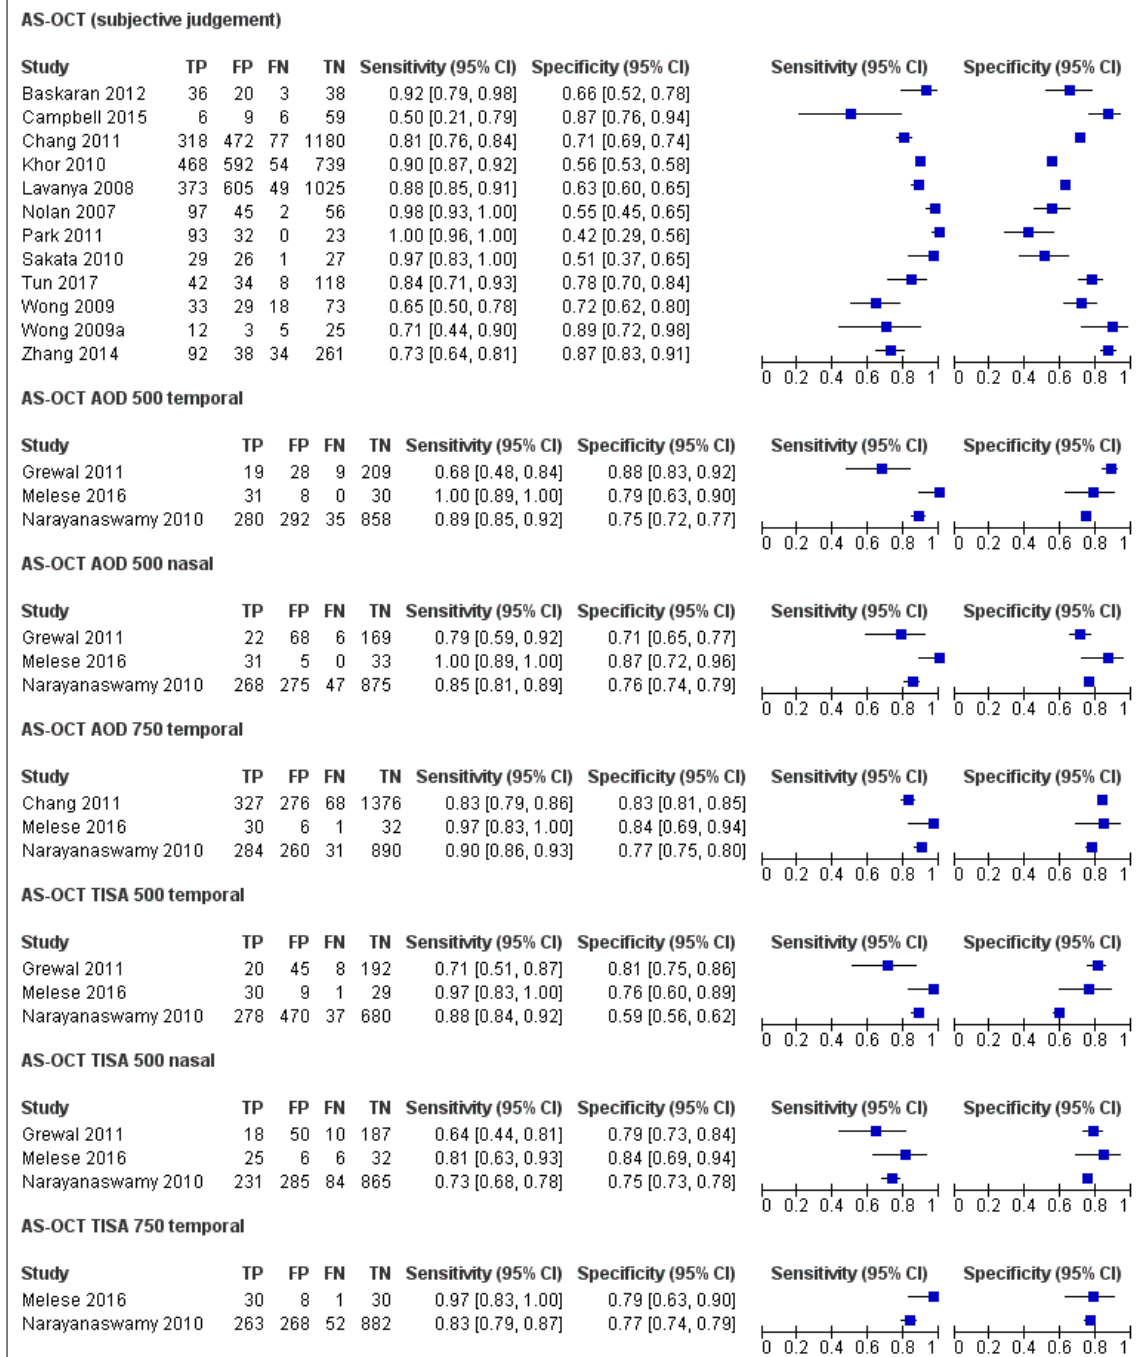 AS-OCT (subjective judgement)
Study TP FP FN TN Sensitivity (95% CI) Specificity (95% CI) Sensitivity (95% CI) Specificity (95% CI)
Baskaran 2012 36 20 3 38 0.92 [0.79, 0.98] 0.66 [0.52, 0.78]
Campbell 2015 6 9 6 59 0.50 [0.21, 0.79] 0.87 [0.76, 0.94]
Chang 2011 318 472 77 1180 0.81 [0.76, 0.84] 0.71 [0.69, 0.74]
Khor 2010 468 592 54 739 0.90 [0.87, 0.92] 0.56 [0.53, 0.58]
Lavanya 2008 373 605 49 1025 0.88 [0.85, 0.91] 0.63 [0.60, 0.65]
Nolan 2007 97 45 2 56 0.98 [0.93, 1.00] 0.55 [0.45, 0.65]
Park 2011 93 32 0 23 1.00 [0.96, 1.00] 0.42 [0.29, 0.56]
Sakata 2010 29 26 1 27 0.97 [0.83, 1.00] 0.51 [0.37, 0.65]
Tun 2017 42 34 8 118 0.84 [0.71, 0.93] 0.78 [0.70, 0.84]
Wong 2009 33 29 18 73 0.65 [0.50, 0.78] 0.72 [0.62, 0.80]
Wong 2009a 12 3 5 25 0.71 [0.44, 0.90] 0.89 [0.72, 0.98]
Zhang 2014 92 38 34 261 0.73 [0.64, 0.81] 0.87 [0.83, 0.91]
0 0.2 0.4 0.6 0.8 1 0 0.2 0.4 0.6 0.8 1
AS-OCT AOD 500 temporal
Study TP FP FN TN Sensitivity (95% CI) Specificity (95% CI) Sensitivity (95% CI) Specificity (95% CI)
Grewal 2011 19 28 9 209 0.68 [0.48, 0.84] 0.88 [0.83, 0.92]
Melese 2016 31 8 0 30 1.00 [0.89, 1.00] 0.79 [0.63, 0.90]
Narayanaswamy 2010 280 292 35 858 0.89 [0.85, 0.92] 0.75 [0.72, 0.77]
0 0.2 0.4 0.6 0.8 1 0 0.2 0.4 0.6 0.8 1
AS-OCT AOD 500 nasal
Study TP FP FN TN Sensitivity (95% CI) Specificity (95% CI) Sensitivity (95% CI) Specificity (95% CI)
Grewal 2011 22 68 6 169 0.79 [0.59, 0.92] 0.71 [0.65, 0.77]
Melese 2016 31 5 0 33 1.00 [0.89, 1.00] 0.87 [0.72, 0.96]
Narayanaswamy 2010 268 275 47 875 0.85 [0.81, 0.89] 0.76 [0.74, 0.79]
0 0.2 0.4 0.6 0.8 1 0 0.2 0.4 0.6 0.8 1
AS-OCT AOD 750 temporal
Study TP FP FN TN Sensitivity (95% CI) Specificity (95% CI) Sensitivity (95% CI) Specificity (95% CI)
Chang 2011 327 276 68 1376 0.83 [0.79, 0.86] 0.83 [0.81, 0.85]
Melese 2016 30 6 1 32 0.97 [0.83, 1.00] 0.84 [0.69, 0.94]
Narayanaswamy 2010 284 260 31 890 0.90 [0.86, 0.93] 0.77 [0.75, 0.80]
0 0.2 0.4 0.6 0.8 1 0 0.2 0.4 0.6 0.8 1
AS-OCT TISA 500 temporal
Study TP FP FN TN Sensitivity (95% CI) Specificity (95% CI) Sensitivity (95% CI) Specificity (95% CI)
Grewal 2011 20 45 8 192 0.71 [0.51, 0.87] 0.81 [0.75, 0.86]
Melese 2016 30 9 1 29 0.97 [0.83, 1.00] 0.76 [0.60, 0.89]
Narayanaswamy 2010 278 470 37 680 0.88 [0.84, 0.92] 0.59 [0.56, 0.62]
0 0.2 0.4 0.6 0.8 1 0 0.2 0.4 0.6 0.8 1
AS-OCT TISA 500 nasal
Study TP FP FN TN Sensitivity (95% CI) Specificity (95% CI) Sensitivity (95% CI) Specificity (95% CI)
Grewal 2011 18 50 10 187 0.64 [0.44, 0.81] 0.79 [0.73, 0.84]
Melese 2016 25 6 6 32 0.81 [0.63, 0.93] 0.84 [0.69, 0.94]
Narayanaswamy 2010 231 285 84 865 0.73 [0.68, 0.78] 0.75 [0.73, 0.78]
0 0.2 0.4 0.6 0.8 1 0 0.2 0.4 0.6 0.8 1
AS-OCT TISA 750 temporal
Study TP FP FN TN Sensitivity (95% CI) Specificity (95% CI) Sensitivity (95% CI) Specificity (95% CI)
Melese 2016 30 8 1 30 0.97 [0.83, 1.00] 0.79 [0.63, 0.90]
Narayanaswamy 2010 263 268 52 882 0.83 [0.79, 0.87] 0.77 [0.74, 0.79]
0 0.2 0.4 0.6 0.8 1 0 0.2 0.4 0.6 0.8 1